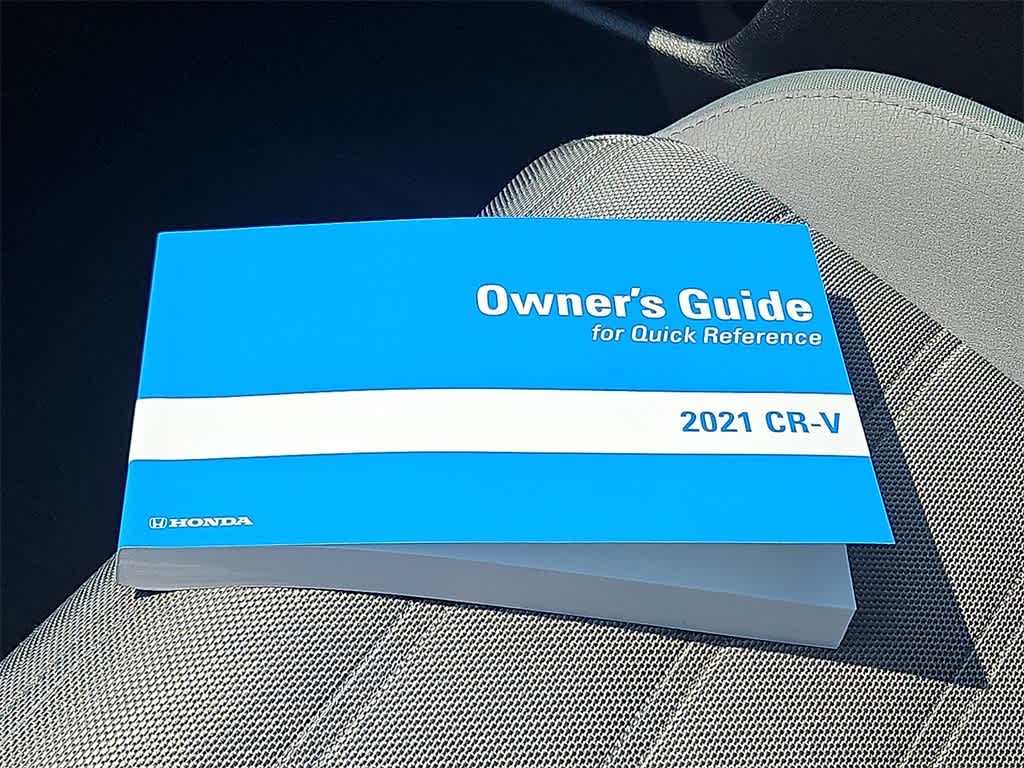 Owner's Guide
for Quick Reference
2021 CR-V
HONDA